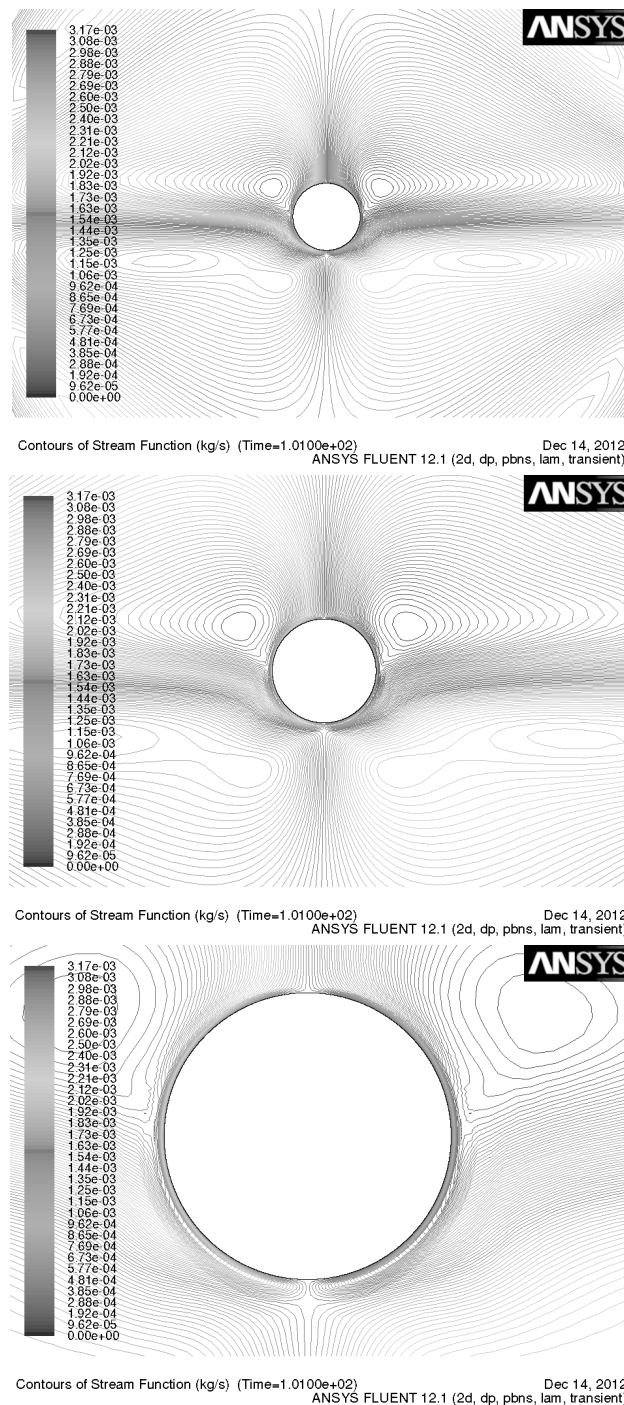 ANSYS
3.17e-03
3.08e-03
2.98e-03
2.88e-03
2.79e-03
2.69e-03
2.60e-03
2.50e-03
2.40e-03
2.31e-03
2.21e-03
2.12e-03
2.02e-03
1.92e-03
1.83e-03
1.73e-03
1.63e-03
1.54e-03
1.44e-03
1.35e-03
1.25e-03
1.15e-03
1.06e-03
9.62e-04
8.65e-04
7.69e-04
6.73e-04
5.77e-04
4.81e-04
3.85e-04
2.88e-04
1.92e-04
9.62e-05
0.00e+00
Contours of Stream Function (kg/s) (Time=1.0100e+02) Dec 14, 2012
ANSYS FLUENT 12.1 (2d, dp, pbns, lam, transient)
ANSYS
3.17e-03
3.08e-03
2.98e-03
2.88e-03
2.79e-03
2.69e-03
2.60e-03
2.50e-03
2.40e-03
2.31e-03
2.21e-03
2.12e-03
2.02e-03
1.92e-03
1.83e-03
1.73e-03
1.63e-03
1.54e-03
1.44e-03
1.35e-03
1.25e-03
1.15e-03
1.06e-03
9.62e-04
8.65e-04
7.69e-04
6.73e-04
5.77e-04
4.81e-04
3.85e-04
2.88e-04
1.92e-04
9.62e-05
0.00e+00
Contours of Stream Function (kg/s) (Time=1.0100e+02) Dec 14, 2012
ANSYS FLUENT 12.1 (2d, dp, pbns, lam, transient)
ANSYS
3.17e-03
3.08e-03
2.98e-03
2.88e-03
2.79e-03
2.69e-03
2.60e-03
2.50e-03
2.40e-03
2.31e-03
2.21e-03
2.12e-03
2.02e-03
1.92e-03
1.83e-03
1.73e-03
1.63e-03
1.54e-03
1.44e-03
1.35e-03
1.25e-03
1.15e-03
1.06e-03
9.62e-04
8.65e-04
7.69e-04
6.73e-04
5.77e-04
4.81e-04
3.85e-04
2.88e-04
1.92e-04
9.62e-05
0.00e+00
Contours of Stream Function (kg/s) (Time=1.0100e+02) Dec 14, 2012
ANSYS FLUENT 12.1 (2d, dp, pbns, lam, transient)